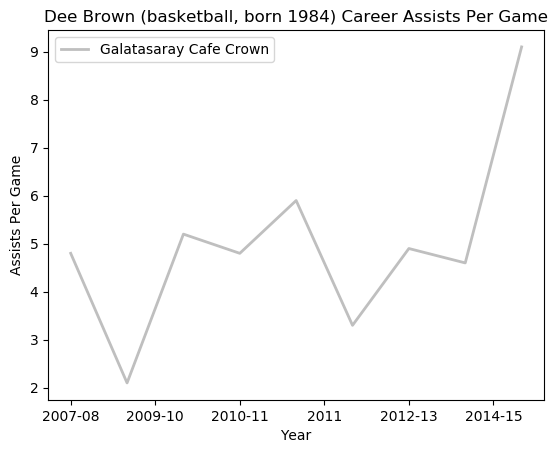 Dee Brown (basketball, born 1984) Career Assists Per Game
Galatasaray Cafe Crown
9
8
7
6
5
4
3
2
Assists Per Game
2007-08 2009-10 2010-11 2011 2012-13 2014-15
Year